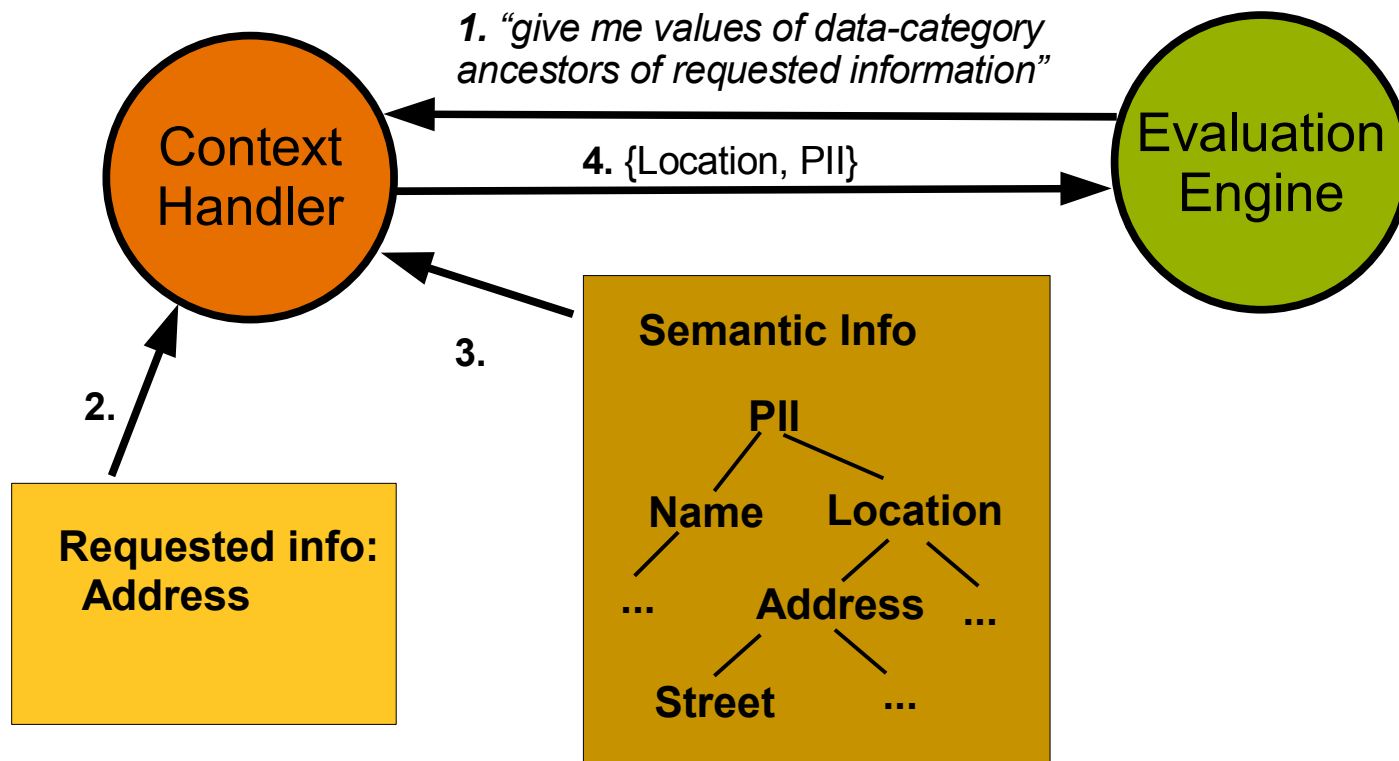 1. “give me values of data-category
ancestors of requested information”
Context
Handler
4. {Location, PII}
Evaluation
Engine
2.
3.
Requested info:
Address
Semantic Info
PII
Name
Location
...
Address
...
Street
...